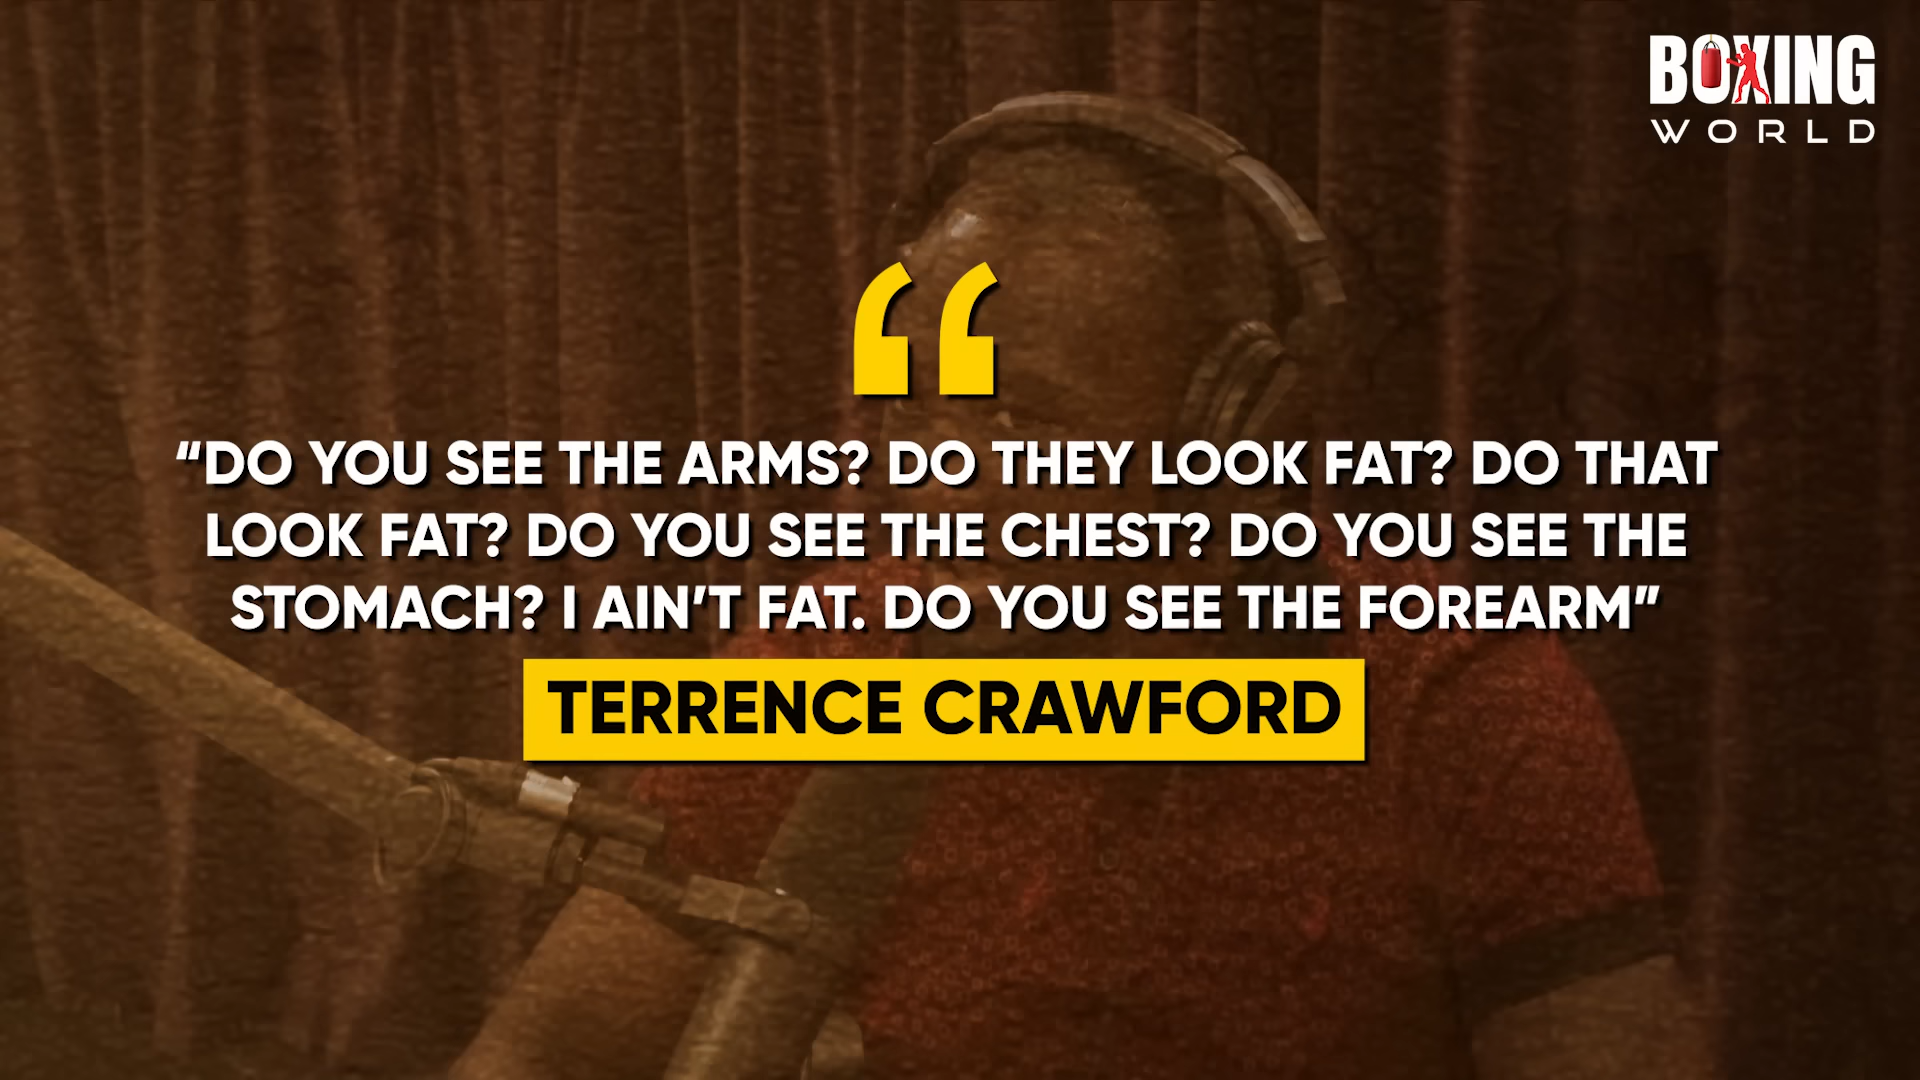 BOXING
WORLD
“
“DO YOU SEE THE ARMS? DO THEY LOOK FAT? DO THAT
LOOK FAT? DO YOU SEE THE CHEST? DO YOU SEE THE
STOMACH? I AIN’T FAT. DO YOU SEE THE FOREARM”
TERRENCE CRAWFORD